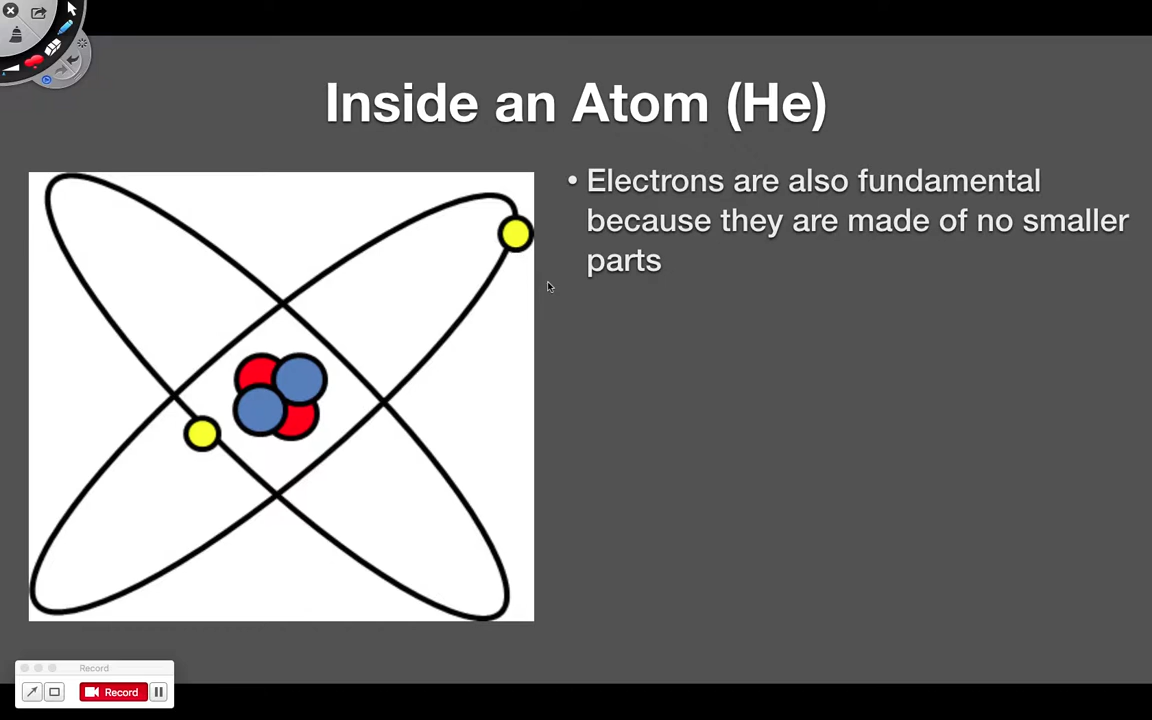 Inside an Atom (He)
• Electrons are also fundamental
because they are made of no smaller
parts
Record
Record